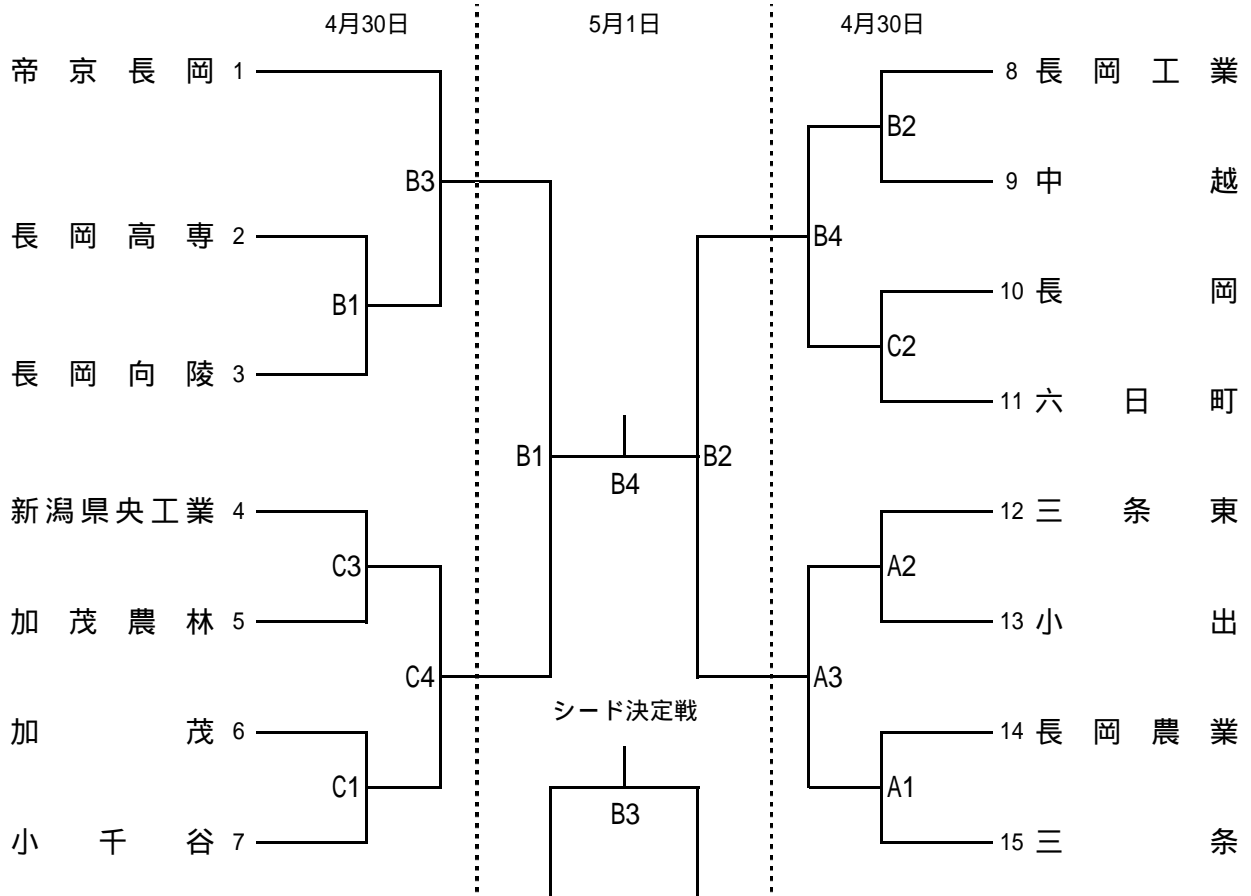 4月30日 5月1日 4月30日
帝京長岡 1
8 長岡工業
B2
B3
9 中越
長岡高専 2
B4
B1
10 長岡
C2
長岡向陵 3
11 六日町
B1
B2
B4
新潟県央工業 4
12 三条東
C3
A2
加茂農林 5
13 小出
C4
A3
シード決定戦
加茂 6
14 長岡農業
C1
A1
B3
小千谷 7
15 三条